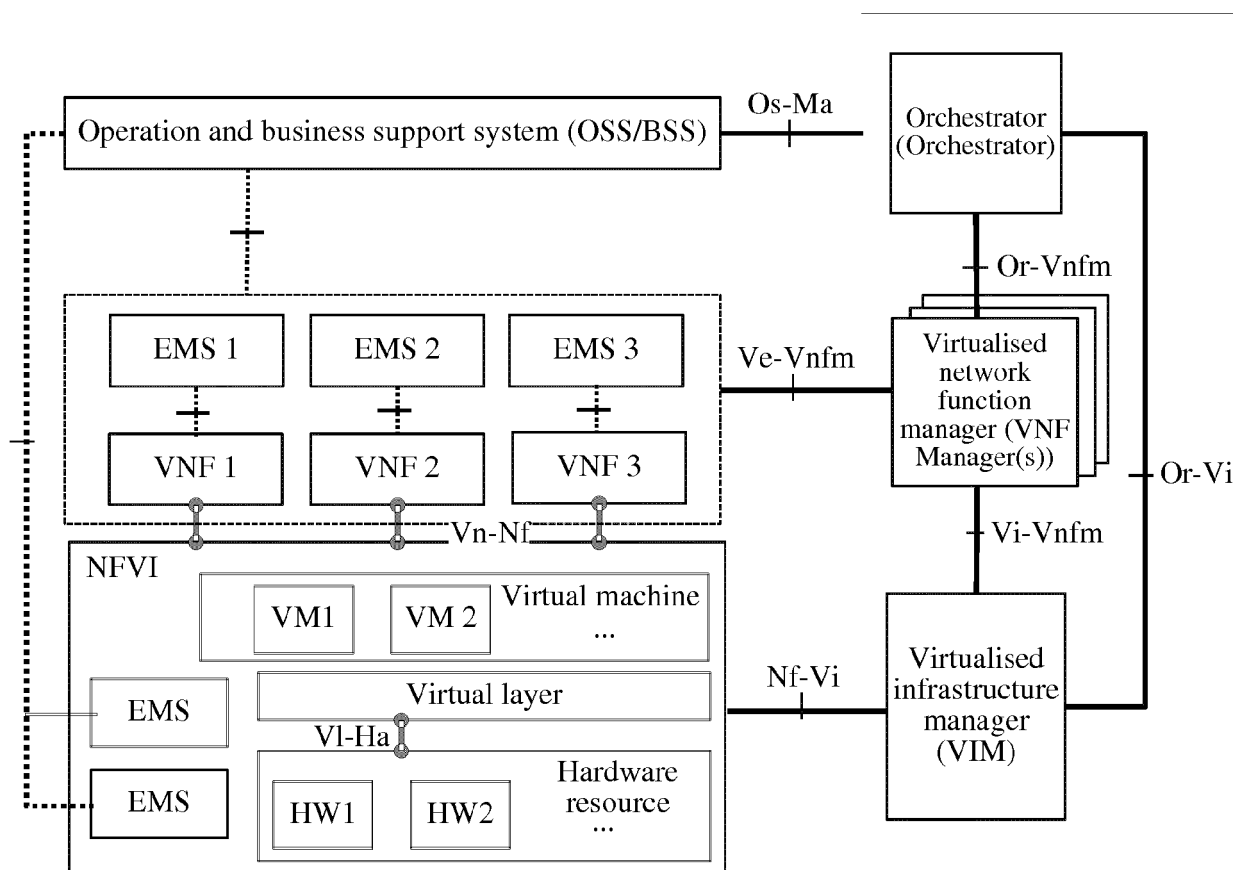 Os-Ma
Operation and business support system (OSS/BSS)
Orchestrator
(Orchestrator)
Or-Vnfm
EMS 1
EMS 2
EMS 3
Ve-Vnfm
Virtualised
network
function
manager (VNF
Manager(s))
VNF 1
VNF 2
VNF 3
Or-Vi
Vn-Nf
Vi-Vnfm
NFVI
VM1
VM 2
Virtual machine
...
Nf-Vi
Virtualised
infrastructure
manager
(VIM)
EMS
Virtual layer
Vl-Ha
EMS
HW1
HW2
Hardware
resource
...